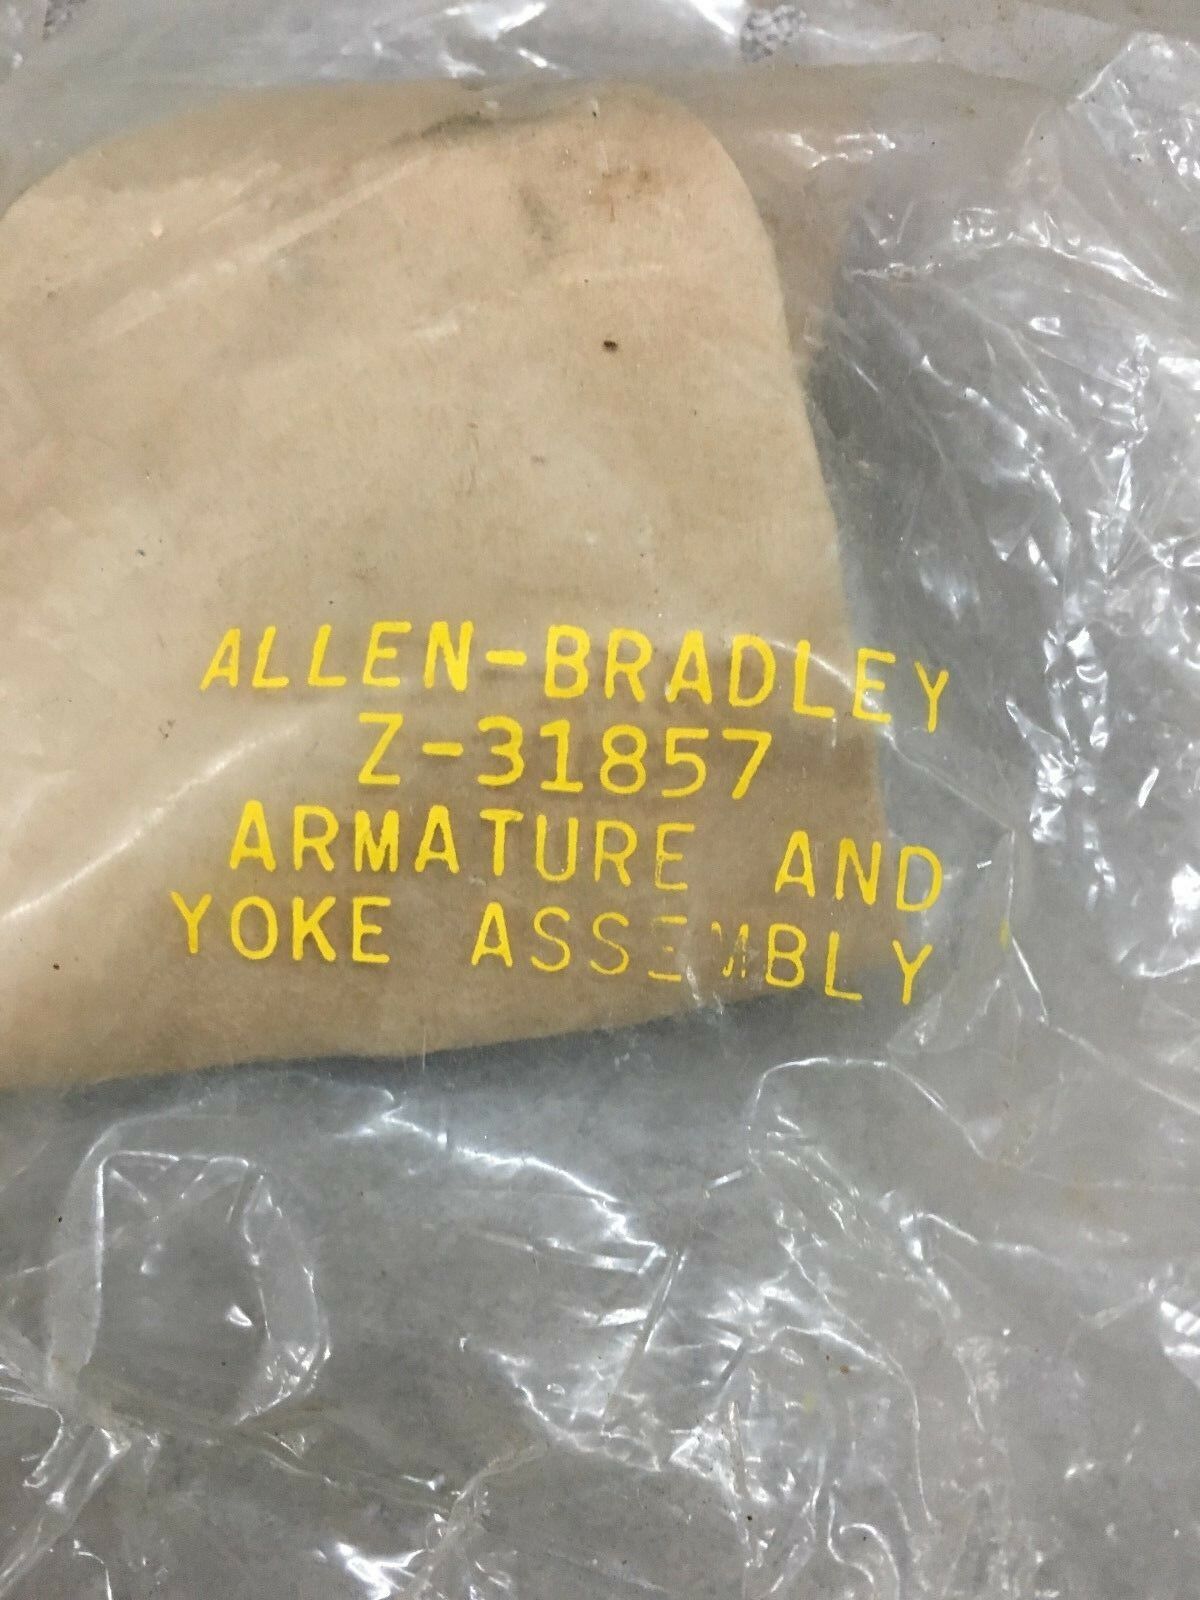 ALLEN-BRADLEY
Z-31857
ARMATURE AND
YOKE ASSEMBLY